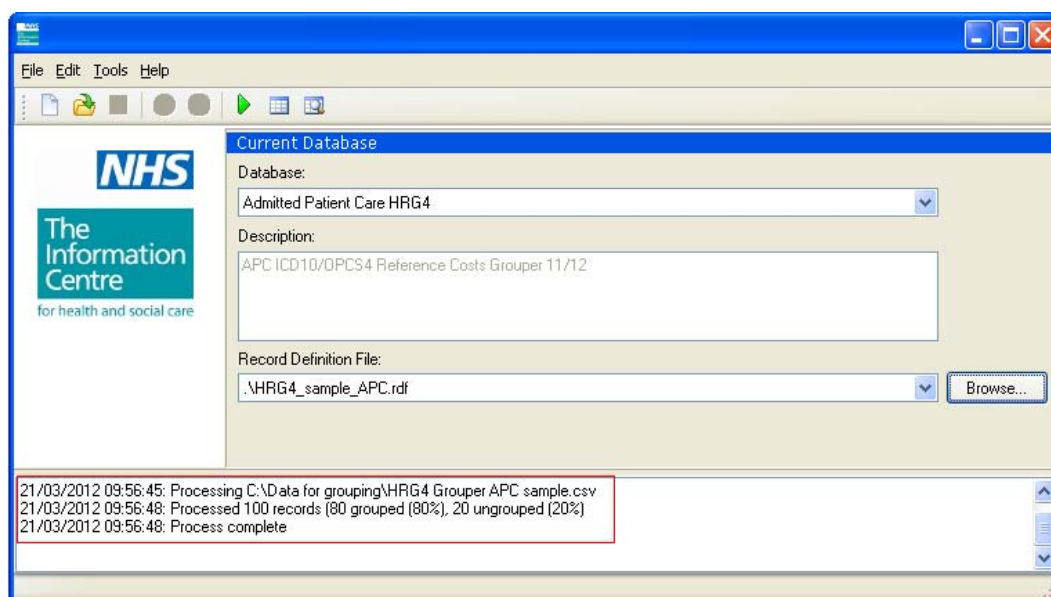 File Edit Tools Help
NHS
The
Information
Centre
for health and social care
Current Database
Database:
Admitted Patient Care HRG4
Description:
APC ICD10/OPCS4 Reference Costs Grouper 11/12
Record Definition File:
.\HRG4_sample_APC.rdf
Browse...
21/03/2012 09:56:45: Processing C:\Data for grouping\HRG4 Grouper APC sample.csv
21/03/2012 09:56:48: Processed 100 records (80 grouped (80%), 20 ungrouped (20%)
21/03/2012 09:56:48: Process complete